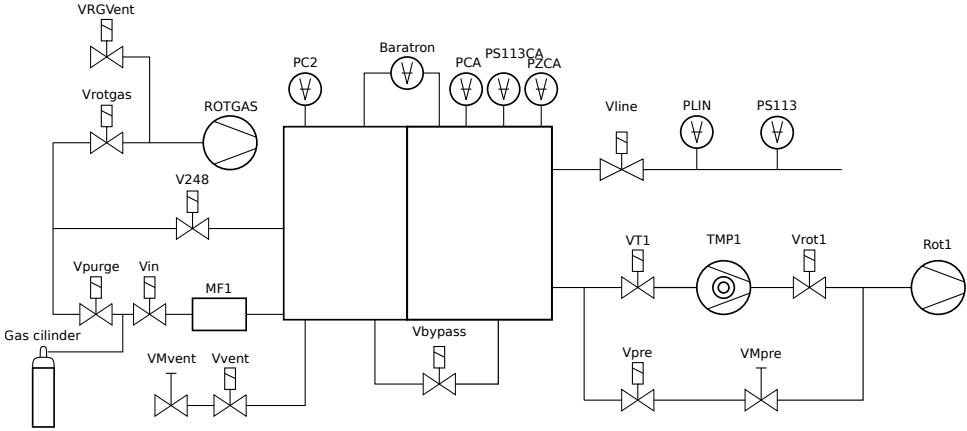 VRGVent
Baratron
PS113CA
PC2
PCA
PZCA
Vrotgas
ROTGAS
Vline
PLIN
PS113
V248
VT1
TMP1
Vrot1
Rot1
Vpurge
Vin
MF1
Gas cilinder
Vbypass
VMvent
Vvent
Vpre
VMpre